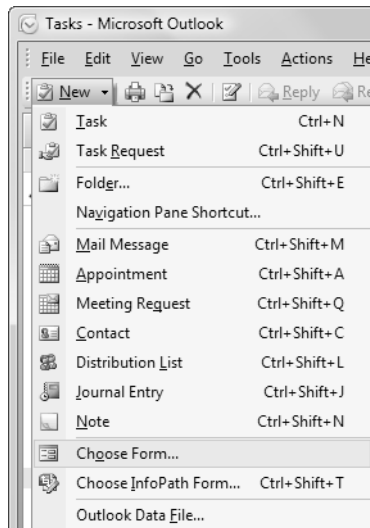 Tasks - Microsoft Outlook
File Edit View Go Tools Actions
New Reply
Task Ctrl+N
Task Request Ctrl+Shift+U
Folder... Ctrl+Shift+E
Navigation Pane Shortcut...
Mail Message Ctrl+Shift+M
Appointment Ctrl+Shift+A
Meeting Request Ctrl+Shift+Q
Contact Ctrl+Shift+C
Distribution List Ctrl+Shift+L
Journal Entry Ctrl+Shift+J
Note Ctrl+Shift+N
Choose Form...
Choose InfoPath Form... Ctrl+Shift+T
Outlook Data File...